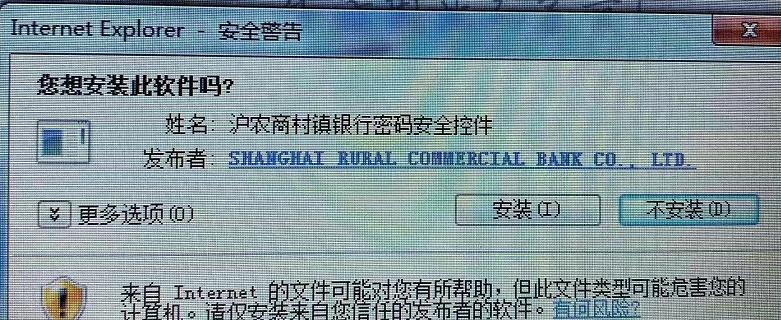 Internet Explorer - 安全警告
您想安装此软件吗?
姓名: 沪农商村镇银行密码安全控件
发布者: SHANGHAI RURAL COMMERCIAL BANK CO., LTD.
更多选项(O) 安装(I) 不安装(D)
来自 Internet 的文件可能对您有所帮助，但此文件类型可能危害您的
计算机。请仅安装来自您信任的发布者的软件。有何风险?